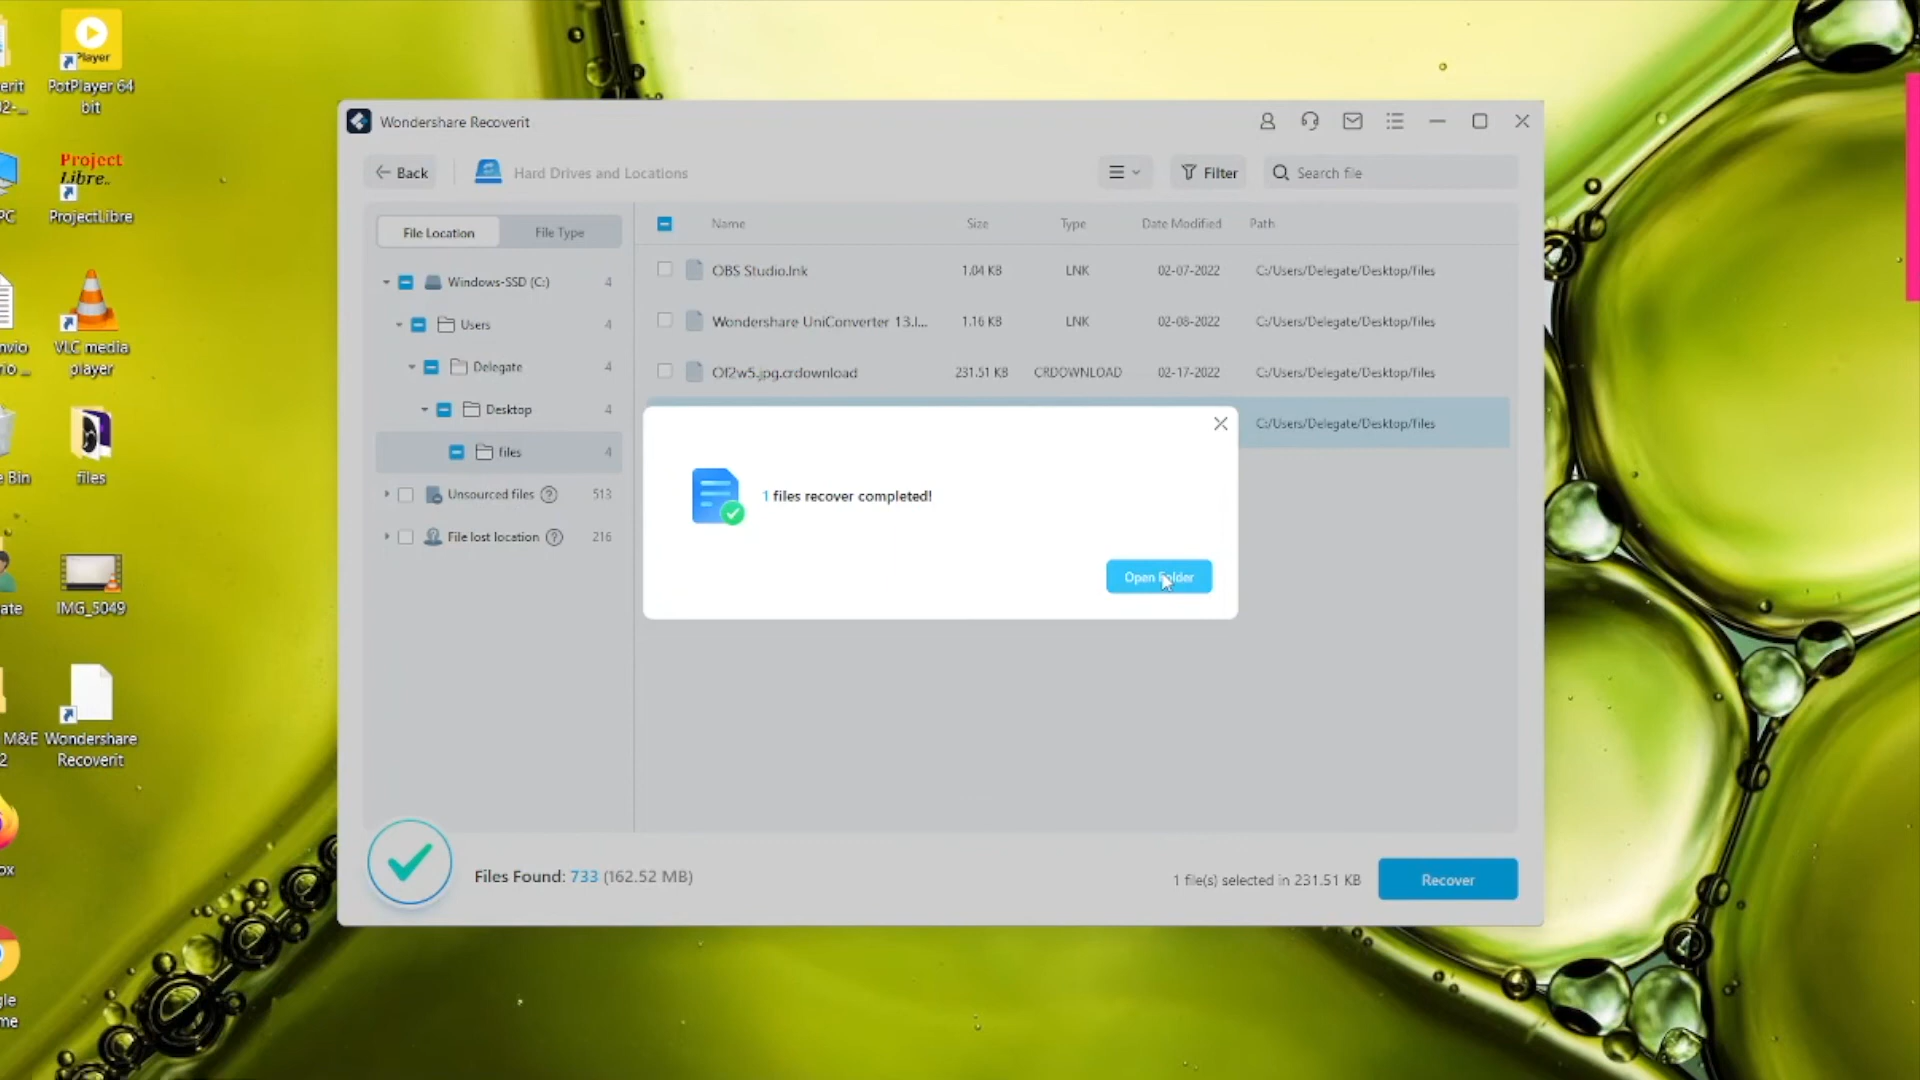 Player
PotPlayer 64
bit
Project
Libre..
ProjectLibre
VLC media
player
files
IMG_5049
Wondershare
Recoverit
M&E
Bin
PC
Wondershare Recoverit
Back
Hard Drives and Locations
Filter
Search file
File Location
File Type
Windows-SSD (C:) 4
Users 4
Delegate 4
Desktop 4
files 4
Unsourced files ? 513
File lost location ? 216
Name Size Type Date Modified Path
OBS Studio.lnk 1.04 KB LNK 02-07-2022 C:/Users/Delegate/Desktop/files
Wondershare UniConverter 13.l... 1.16 KB LNK 02-08-2022 C:/Users/Delegate/Desktop/files
Of2w5.jpg.crdownload 231.51 KB CRDOWNLOAD 02-17-2022 C:/Users/Delegate/Desktop/files
C:/Users/Delegate/Desktop/files
1 files recover completed!
Open Folder
Files Found: 733 (162.52 MB)
1 file(s) selected in 231.51 KB
Recover